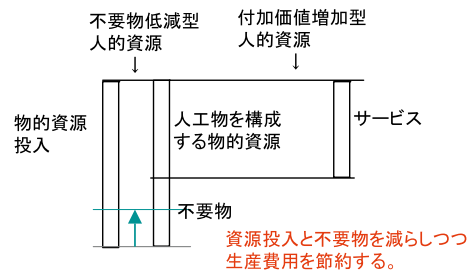 不要物低減型
人的資源
↓
付加価値増加型
人的資源
↓
物的資源
投入
人工物を構成
する物的資源
サービス
不要物
資源投入と不要物を減らしつつ
生産費用を節約する。